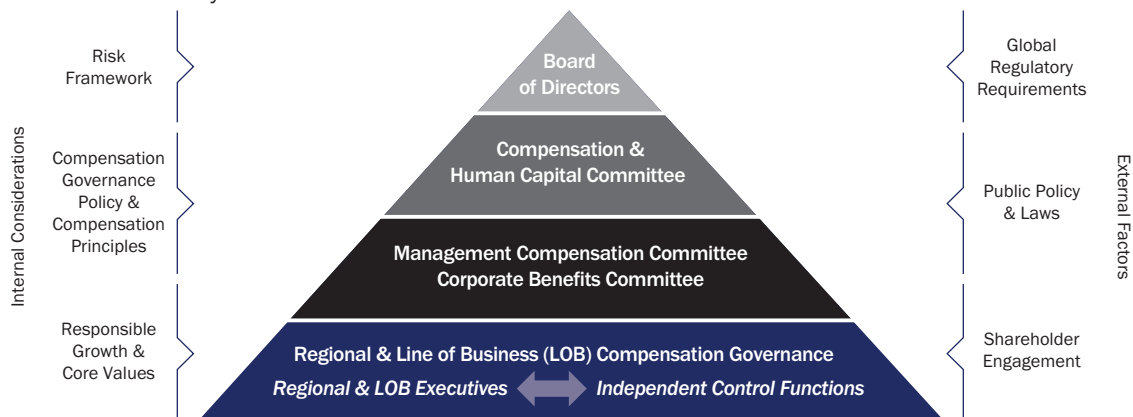 Internal Considerations
Risk
Framework
Compensation
Governance
Policy &
Compensation
Principles
Responsible
Growth &
Core Values
Board
of Directors
Compensation &
Human Capital Committee
Management Compensation Committee
Corporate Benefits Committee
Regional & Line of Business (LOB) Compensation Governance
Regional & LOB Executives Independent Control Functions
Global
Regulatory
Requirements
Public Policy
& Laws
Shareholder
Engagement
External Factors